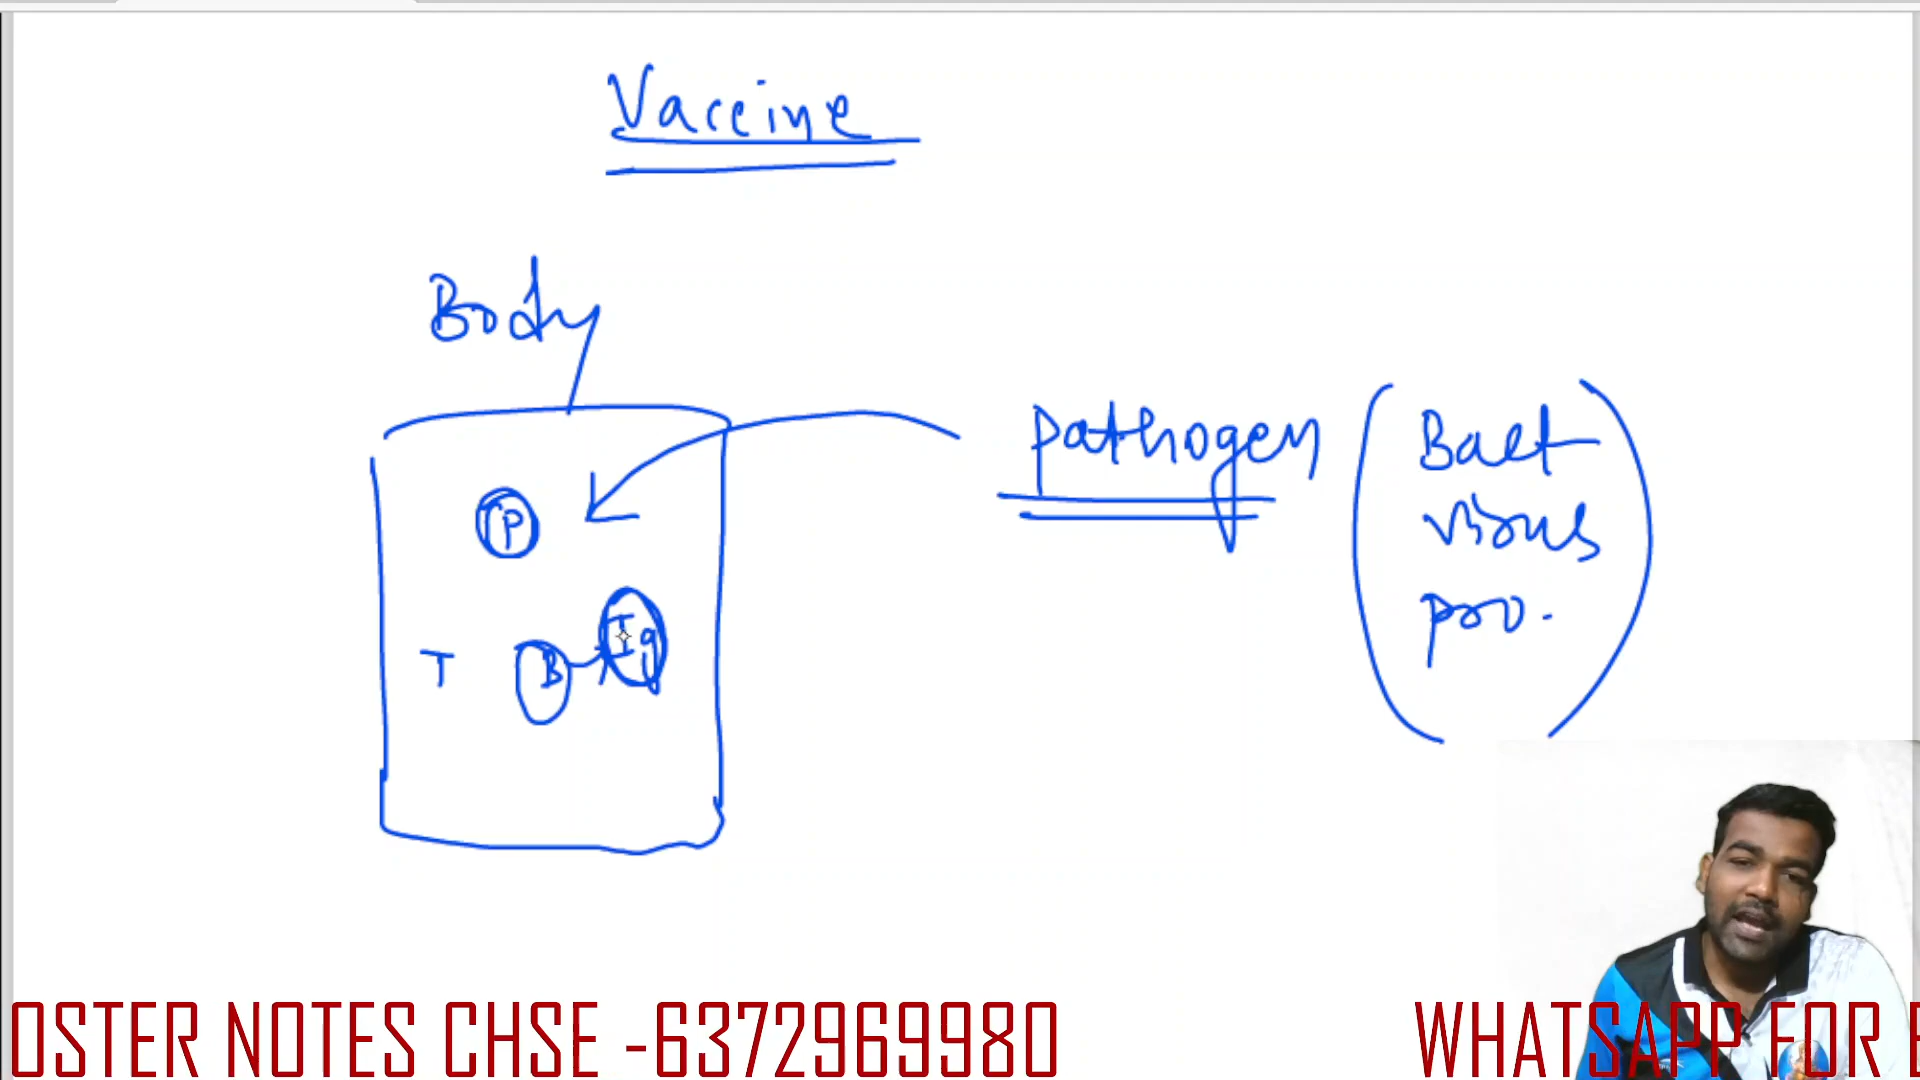 Vaccine
Body
pathogen
Bact
virus
pro.
P
T
B
Ig
OSTER NOTES CHSE -6372969980
WHATSAPP FOR